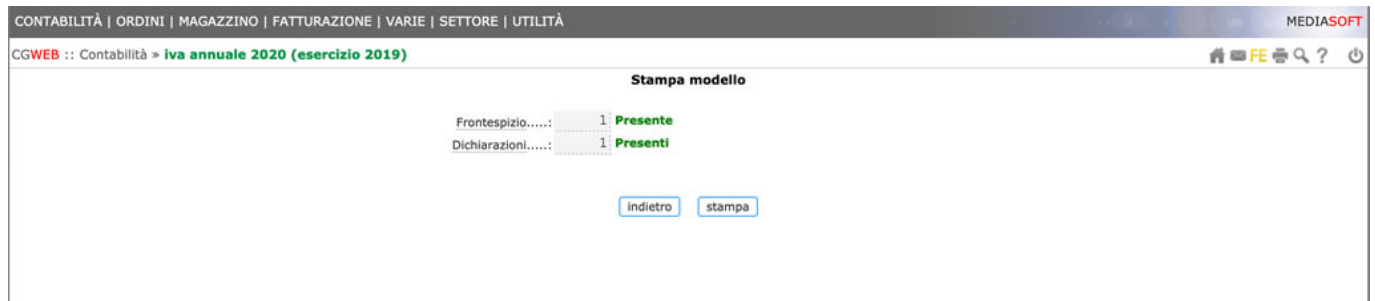 CONTABILITÀ | ORDINI | MAGAZZINO | FATTURAZIONE | VARIE | SETTORE | UTILITÀ MEDIASOFT
CGWEB :: Contabilità » iva annuale 2020 (esercizio 2019) FE ?
Stampa modello
Frontespizio.....: 1 Presente
Dichiarazioni.....: 1 Presenti
indietro stampa